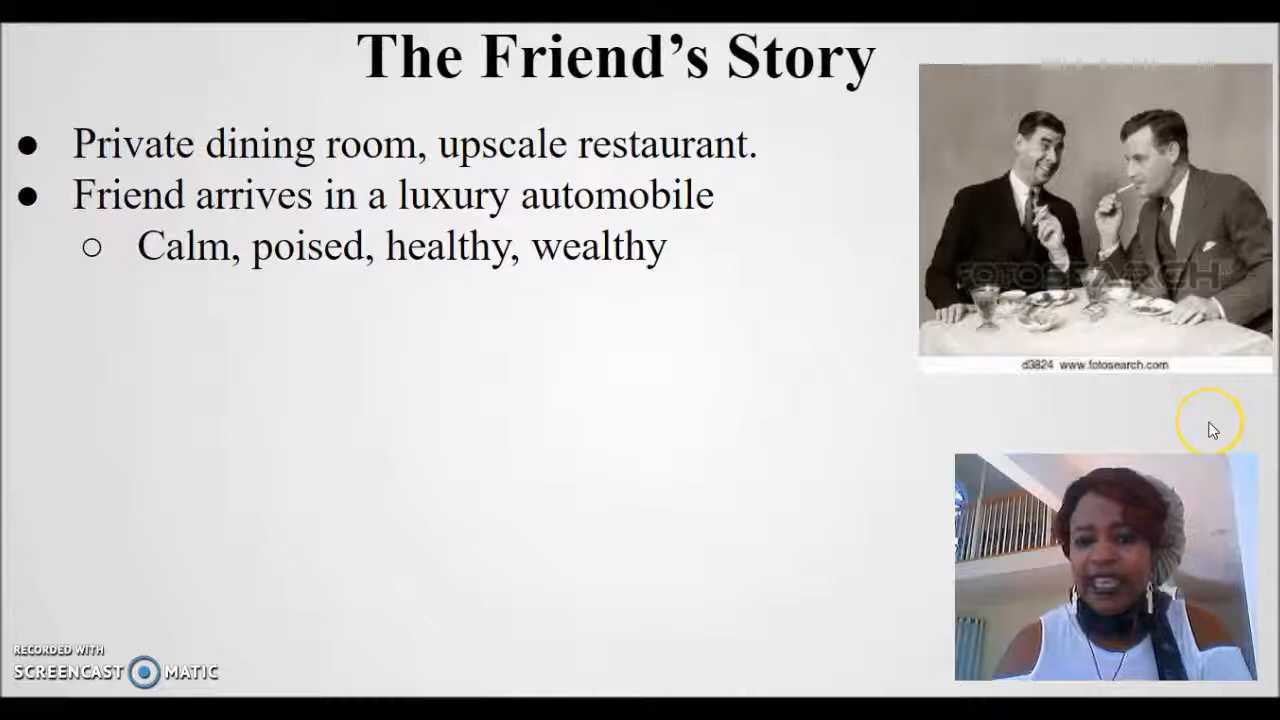 The Friend's Story
● Private dining room, upscale restaurant.
● Friend arrives in a luxury automobile
○ Calm, poised, healthy, wealthy
FOTOSEARCH
d3824 www.fotosearch.com
RECORDED WITH
SCREENCAST MATIC